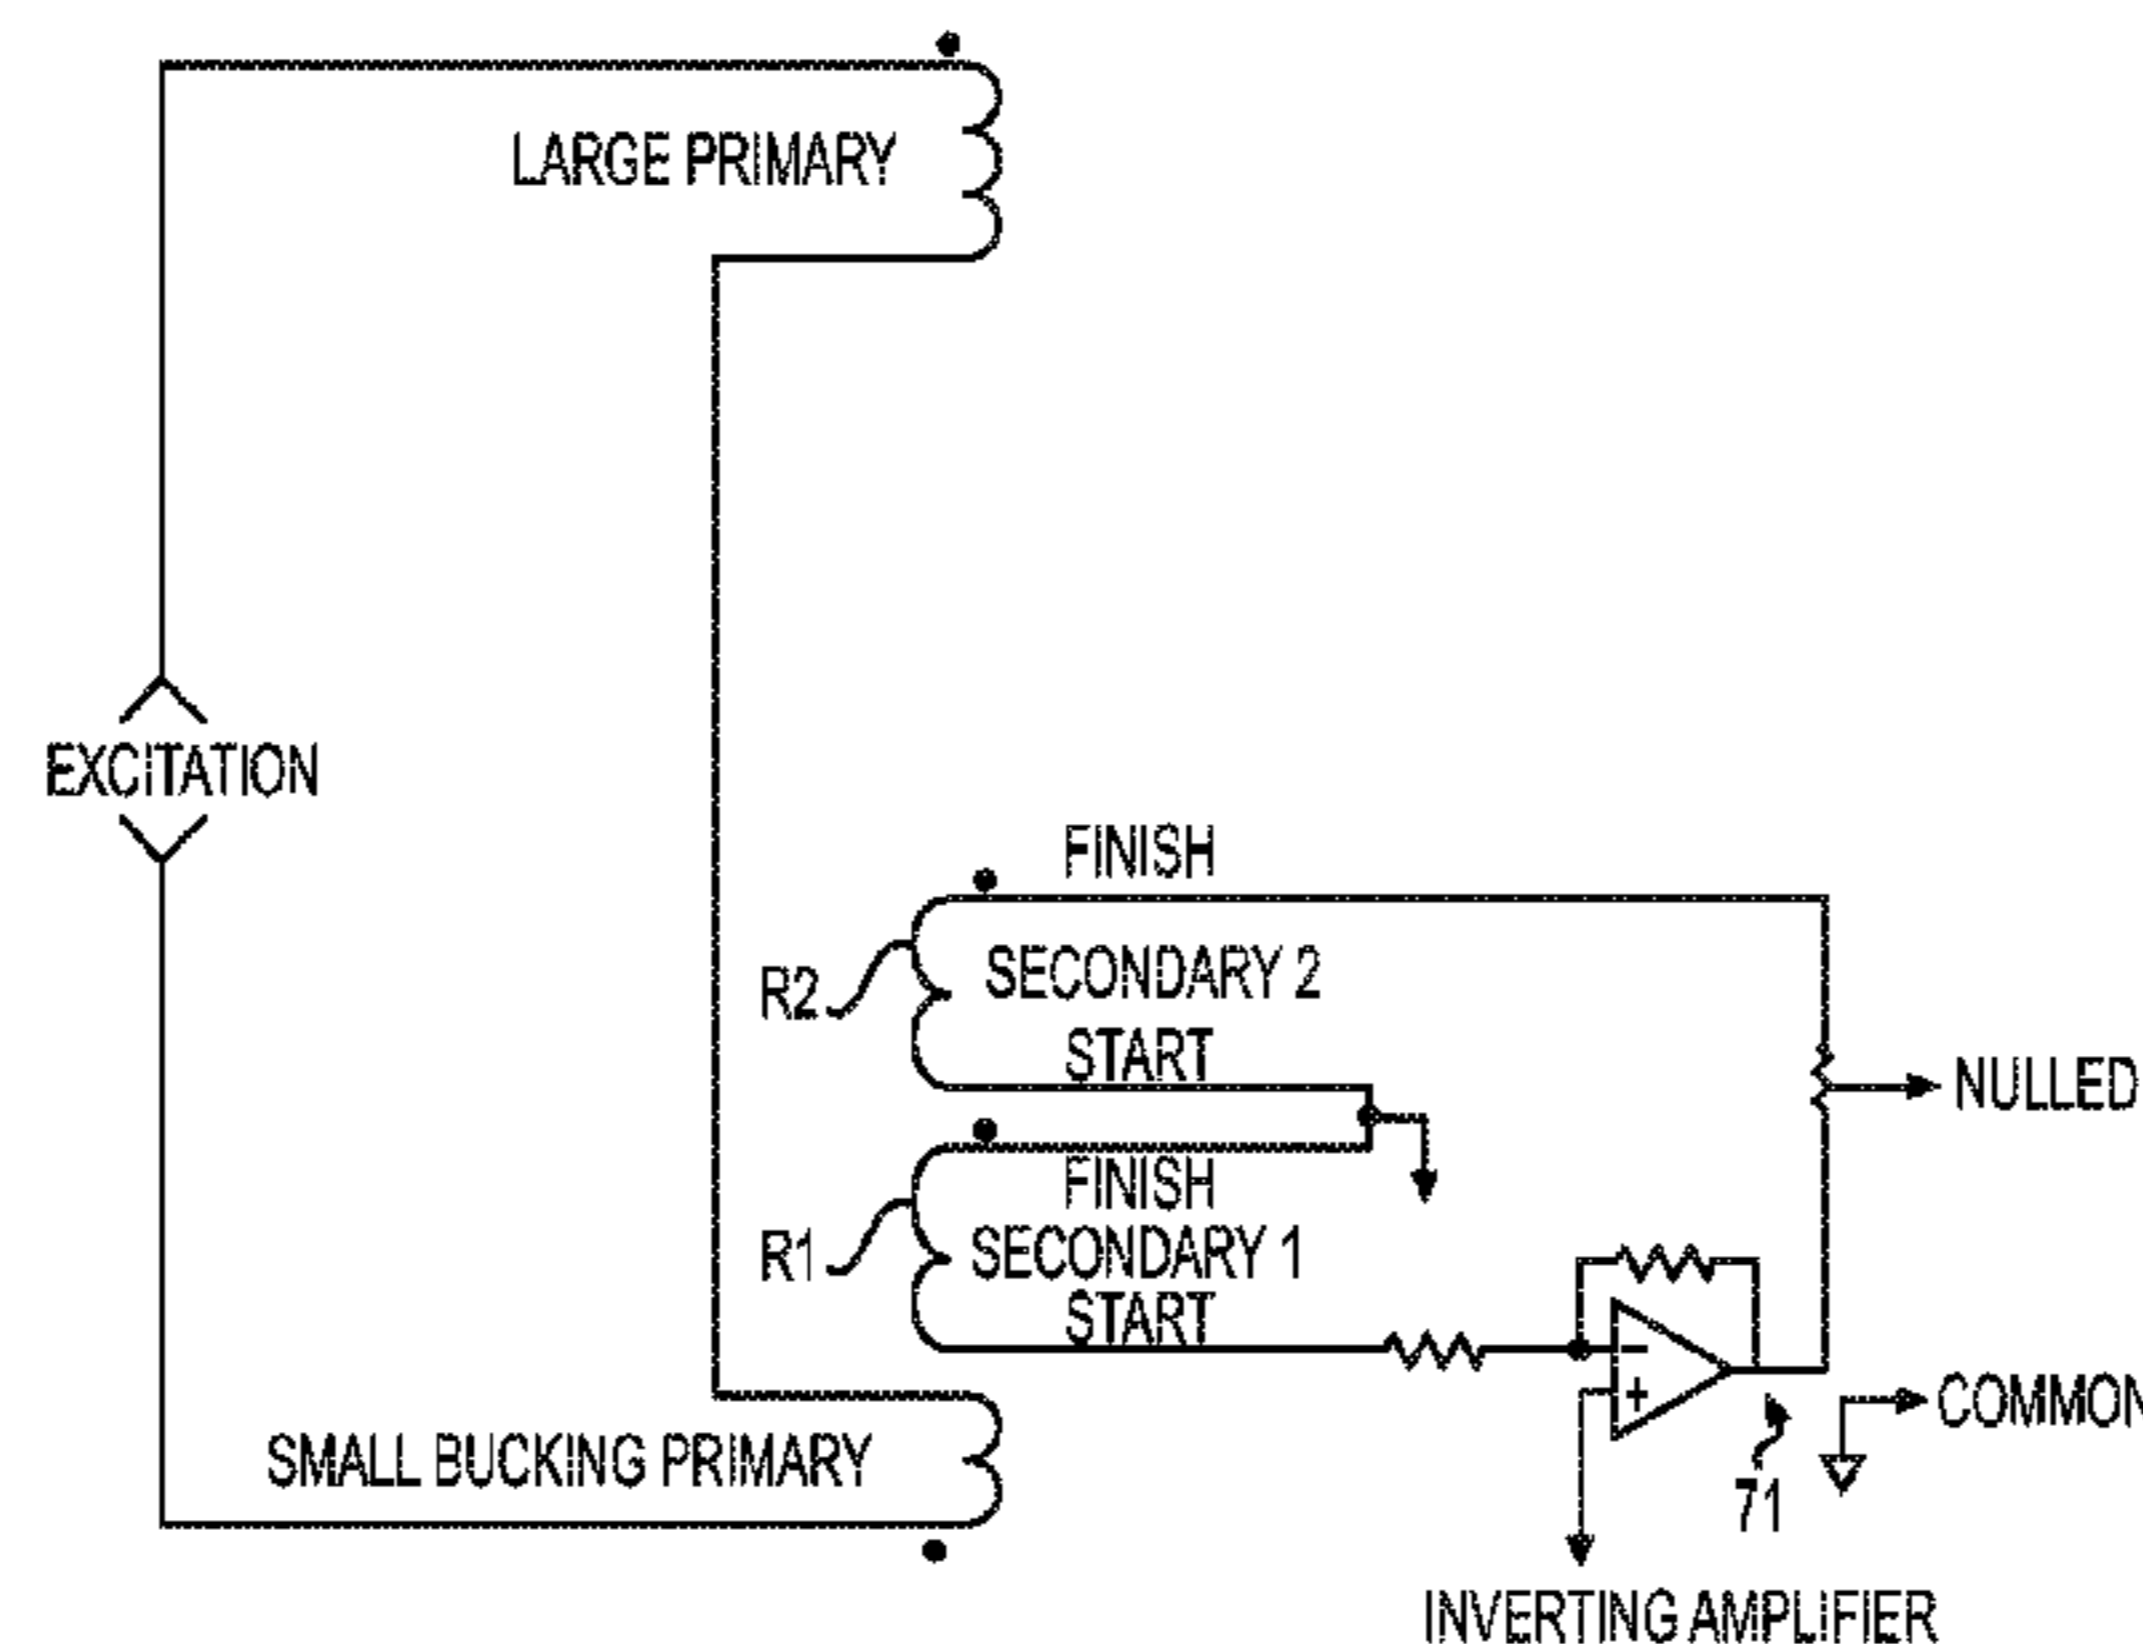 LARGE PRIMARY
EXCITATION
FINISH
SECONDARY 2
R2
START
NULLED
FINISH
R1
SECONDARY 1
START
COMMON
SMALL BUCKING PRIMARY
−
+
71
INVERTING AMPLIFIER